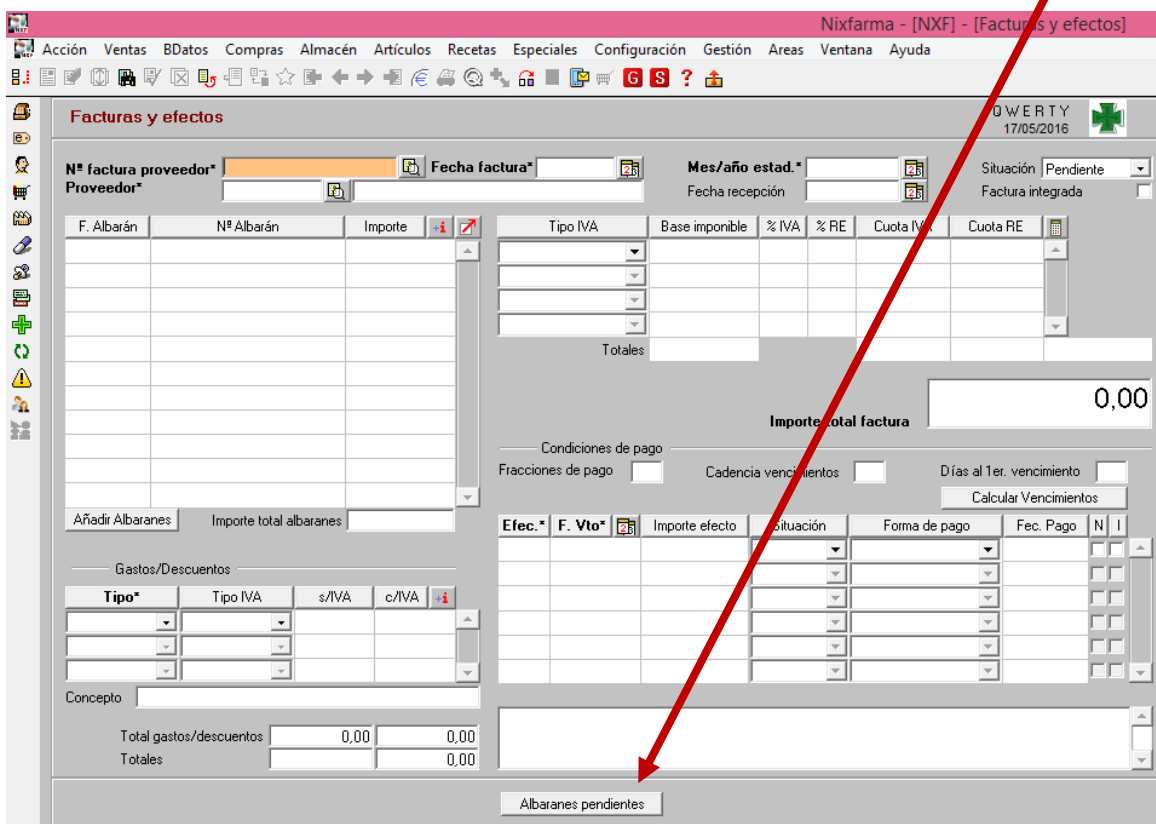 Nixfarma - [NXF] - [Facturas y efectos]
Acción Ventas BDatos Compras Almacén Artículos Recetas Especiales Configuración Gestión Areas Ventana Ayuda
G S ?
Facturas y efectos
QWERTY
17/05/2016
Nº factura proveedor* Fecha factura* Mes/año estad.* Situación Pendiente
Proveedor* Fecha recepción Factura integrada
F. Albarán Nº Albarán Importe +i Tipo IVA Base imponible % IVA % RE Cuota IVA Cuota RE
Totales
0,00
Importe total factura
Condiciones de pago
Fracciones de pago Cadencia vencimientos Días al 1er. vencimiento
Calcular Vencimientos
Añadir Albaranes Importe total albaranes
Efec.* F. Vto* Importe efecto Situación Forma de pago Fec. Pago N I
Gastos/Descuentos
Tipo* Tipo IVA s/IVA c/IVA +i
Concepto
Total gastos/descuentos 0,00 0,00
Totales 0,00
Albaranes pendientes